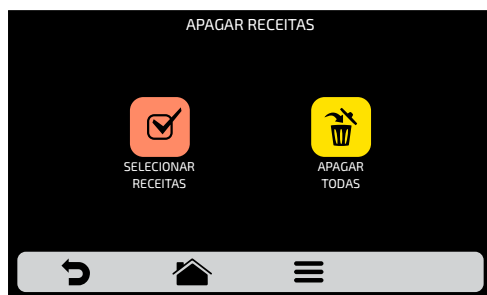 APAGAR RECEITAS
SELECIONAR
RECEITAS
APAGAR
TODAS